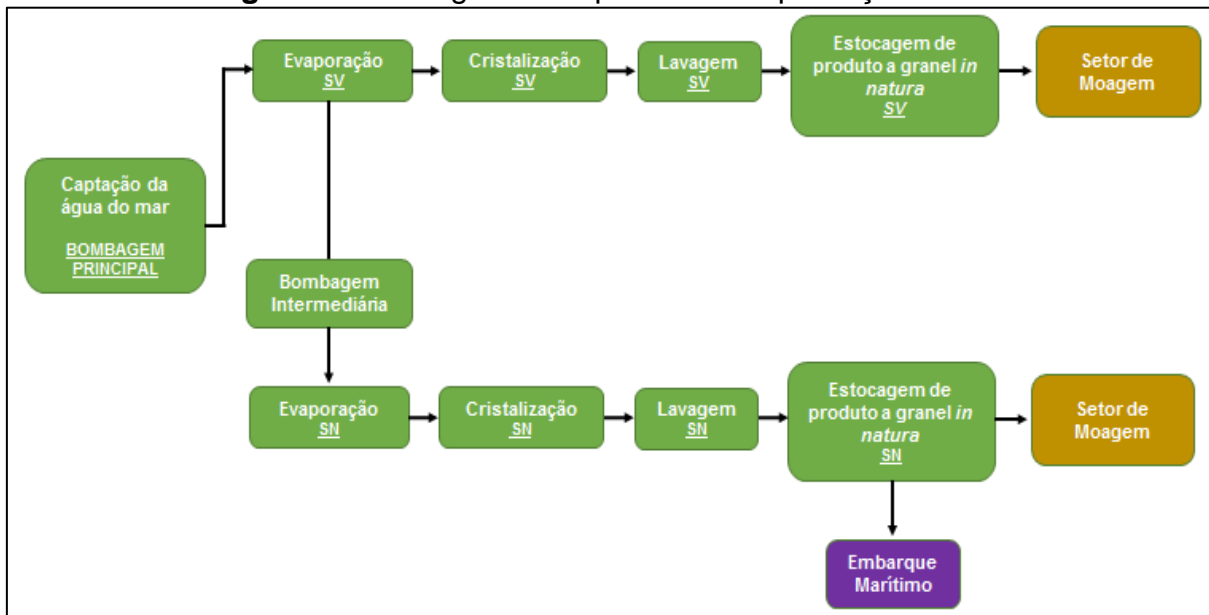 Evaporação
SV
Cristalização
SV
Lavagem
SV
Estocagem de
produto a granel in
natura
SV
Setor de
Moagem
Captação da
água do mar
BOMBAGEM
PRINCIPAL
Bombagem
Intermediária
Evaporação
SN
Cristalização
SN
Lavagem
SN
Estocagem de
produto a granel in
natura
SN
Setor de
Moagem
Embarque
Marítimo